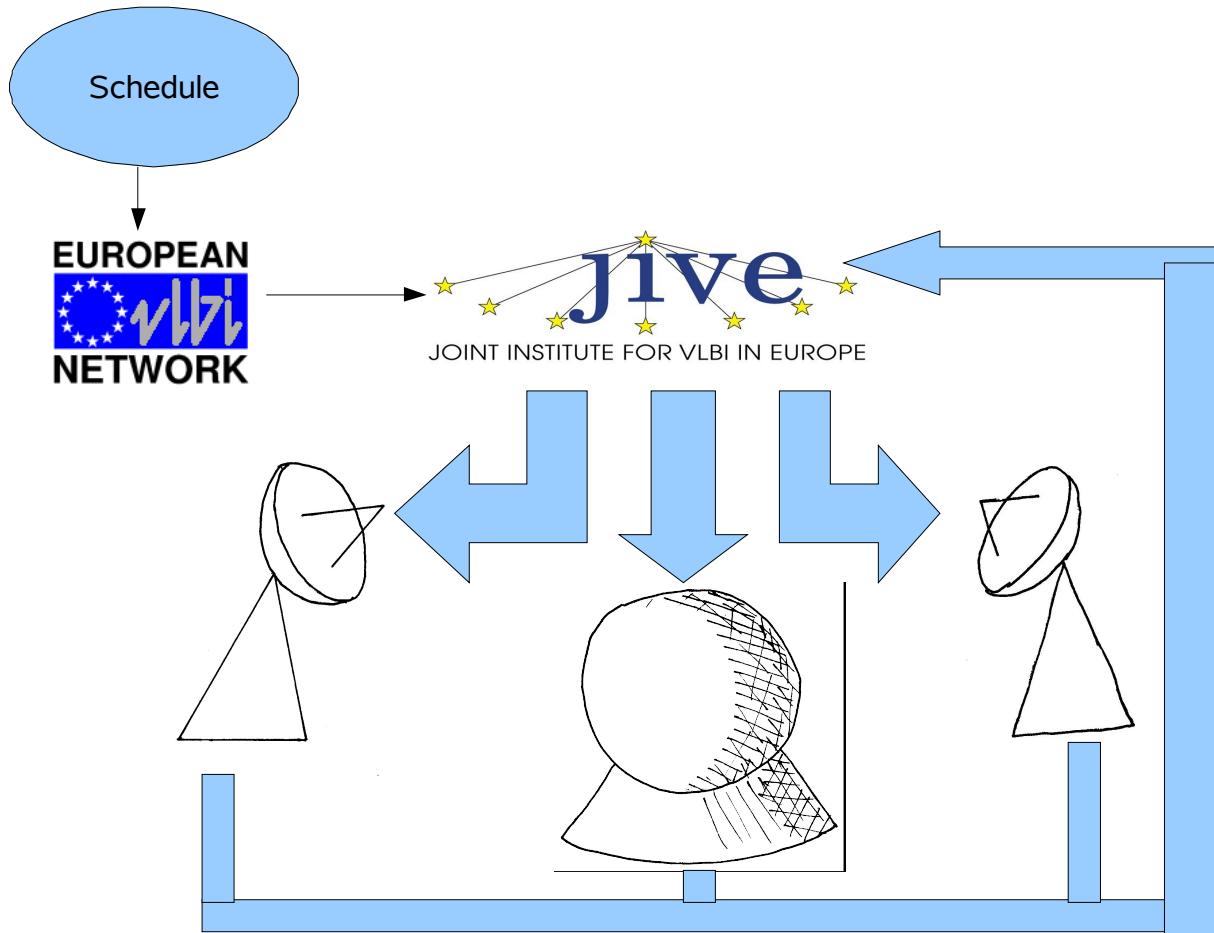 Schedule
EUROPEAN
vlbi
NETWORK
jive
JOINT INSTITUTE FOR VLBI IN EUROPE